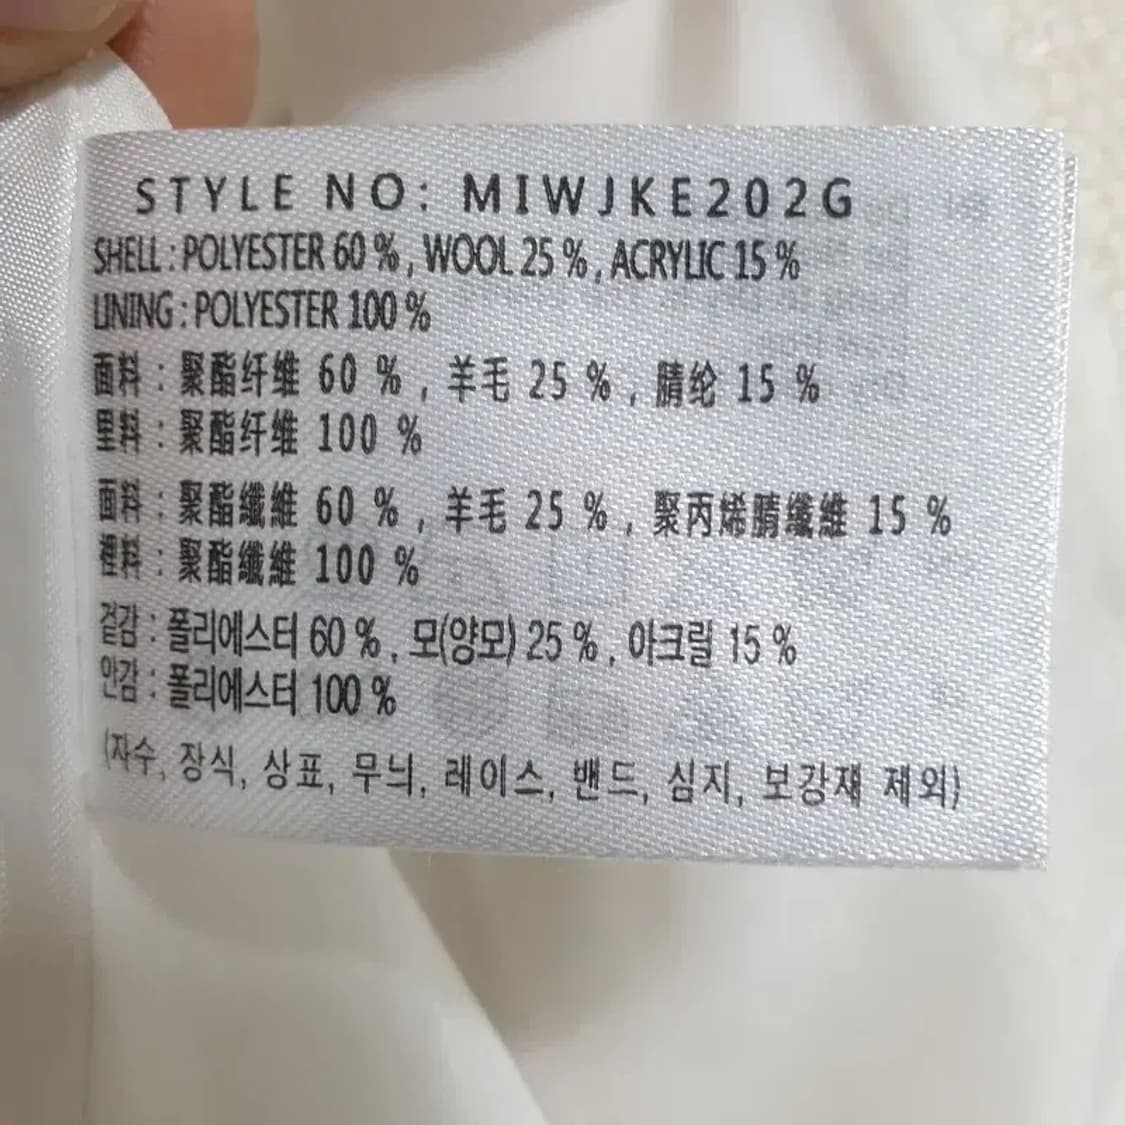 STYLE NO: MIWJKE202G
SHELL : POLYESTER 60 % , WOOL 25 % , ACRYLIC 15 %
LINING : POLYESTER 100 %
面料 : 聚酯纤维 60 % , 羊毛 25 % , 腈纶 15 %
里料 : 聚酯纤维 100 %
面料 : 聚酯纖維 60 % , 羊毛 25 % , 聚丙烯腈纖維 15 %
裡料 : 聚酯纖維 100 %
겉감 : 폴리에스터 60 % , 모(양모) 25 % , 아크릴 15 %
안감 : 폴리에스터 100 %
(자수, 장식, 상표, 무늬, 레이스, 밴드, 심지, 보강재 제외)